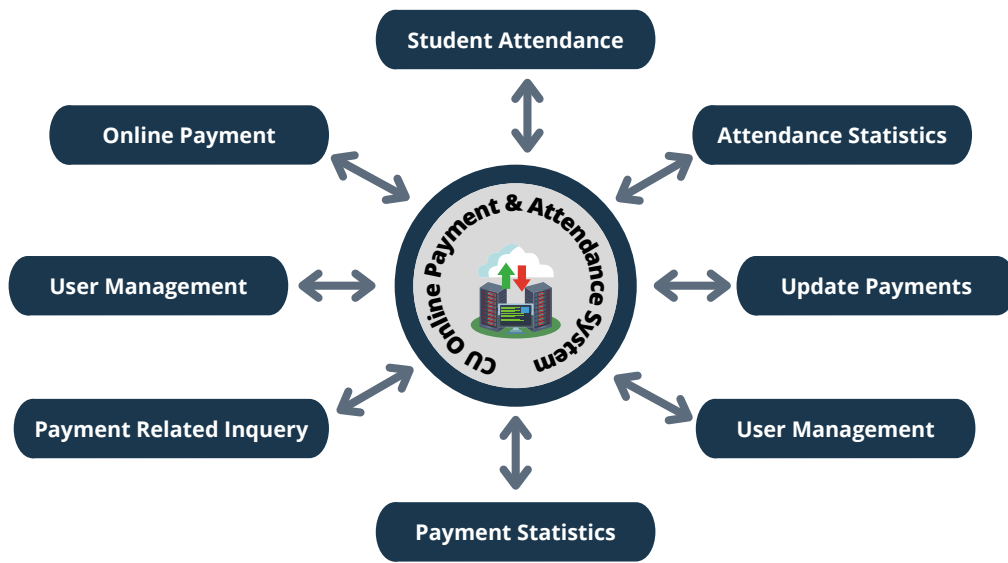 Student Attendance
Online Payment
Attendance Statistics
CU Online Payment & Attendance System
User Management
Update Payments
Payment Related Inquery
User Management
Payment Statistics